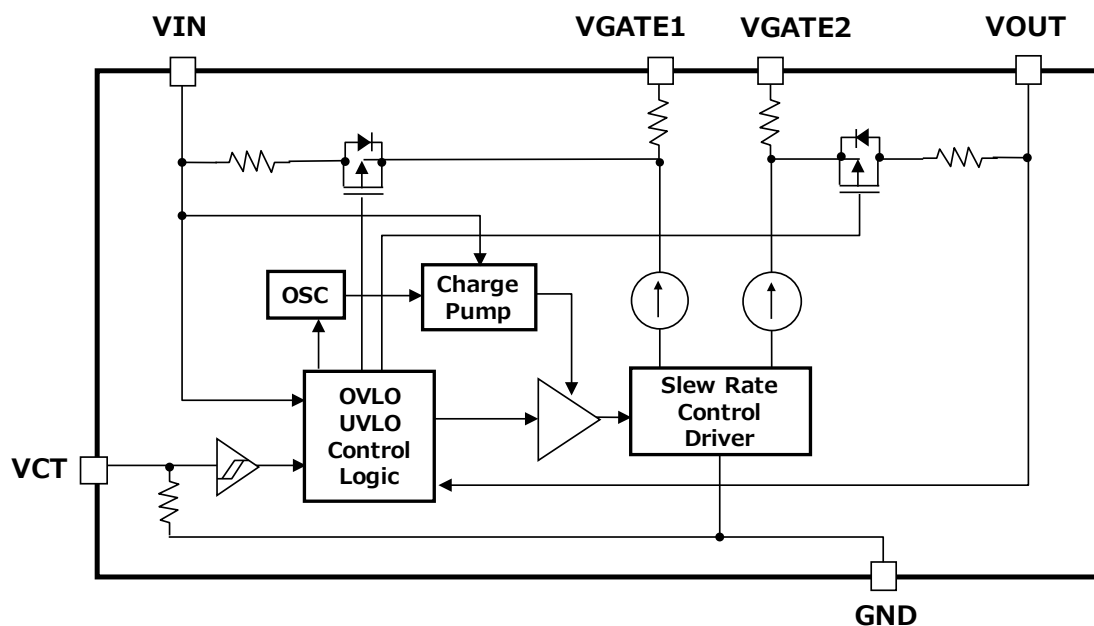 VIN
VGATE1
VGATE2
VOUT
OSC
Charge
Pump
OVLO
UVLO
Control
Logic
Slew Rate
Control
Driver
VCT
GND